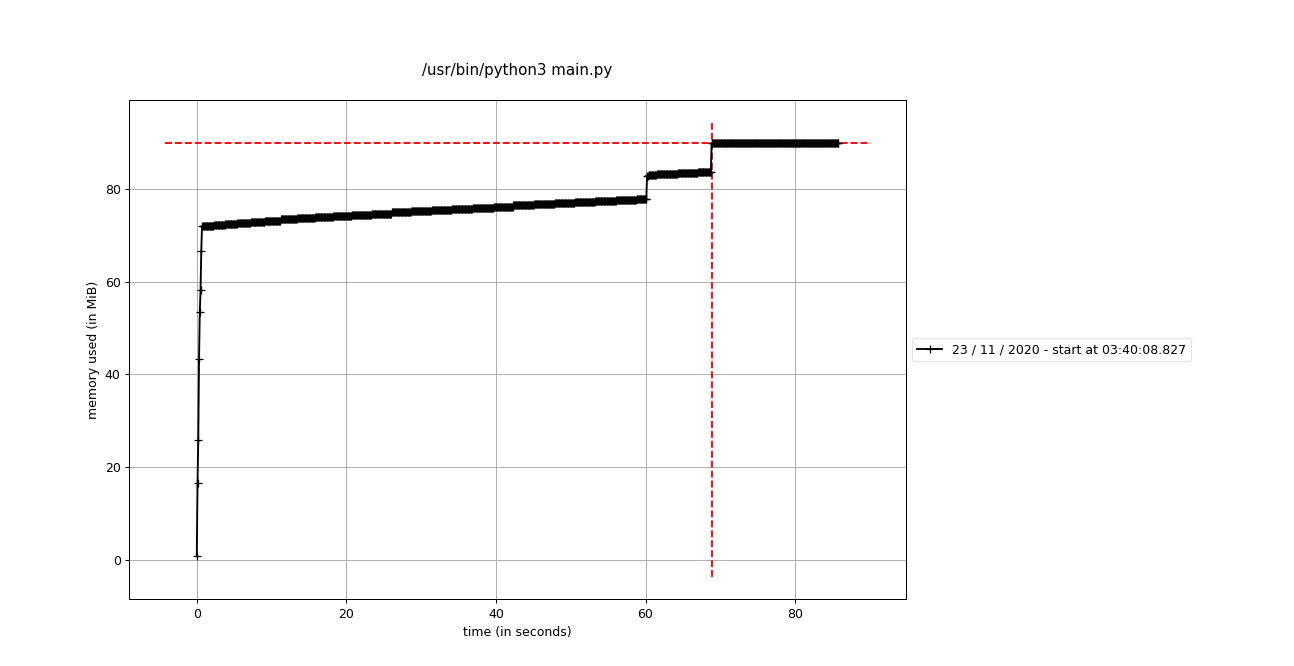 /usr/bin/python3 main.py
memory used (in MiB)
80
60
40
20
0
0 20 40 60 80
time (in seconds)
23 / 11 / 2020 - start at 03:40:08.827